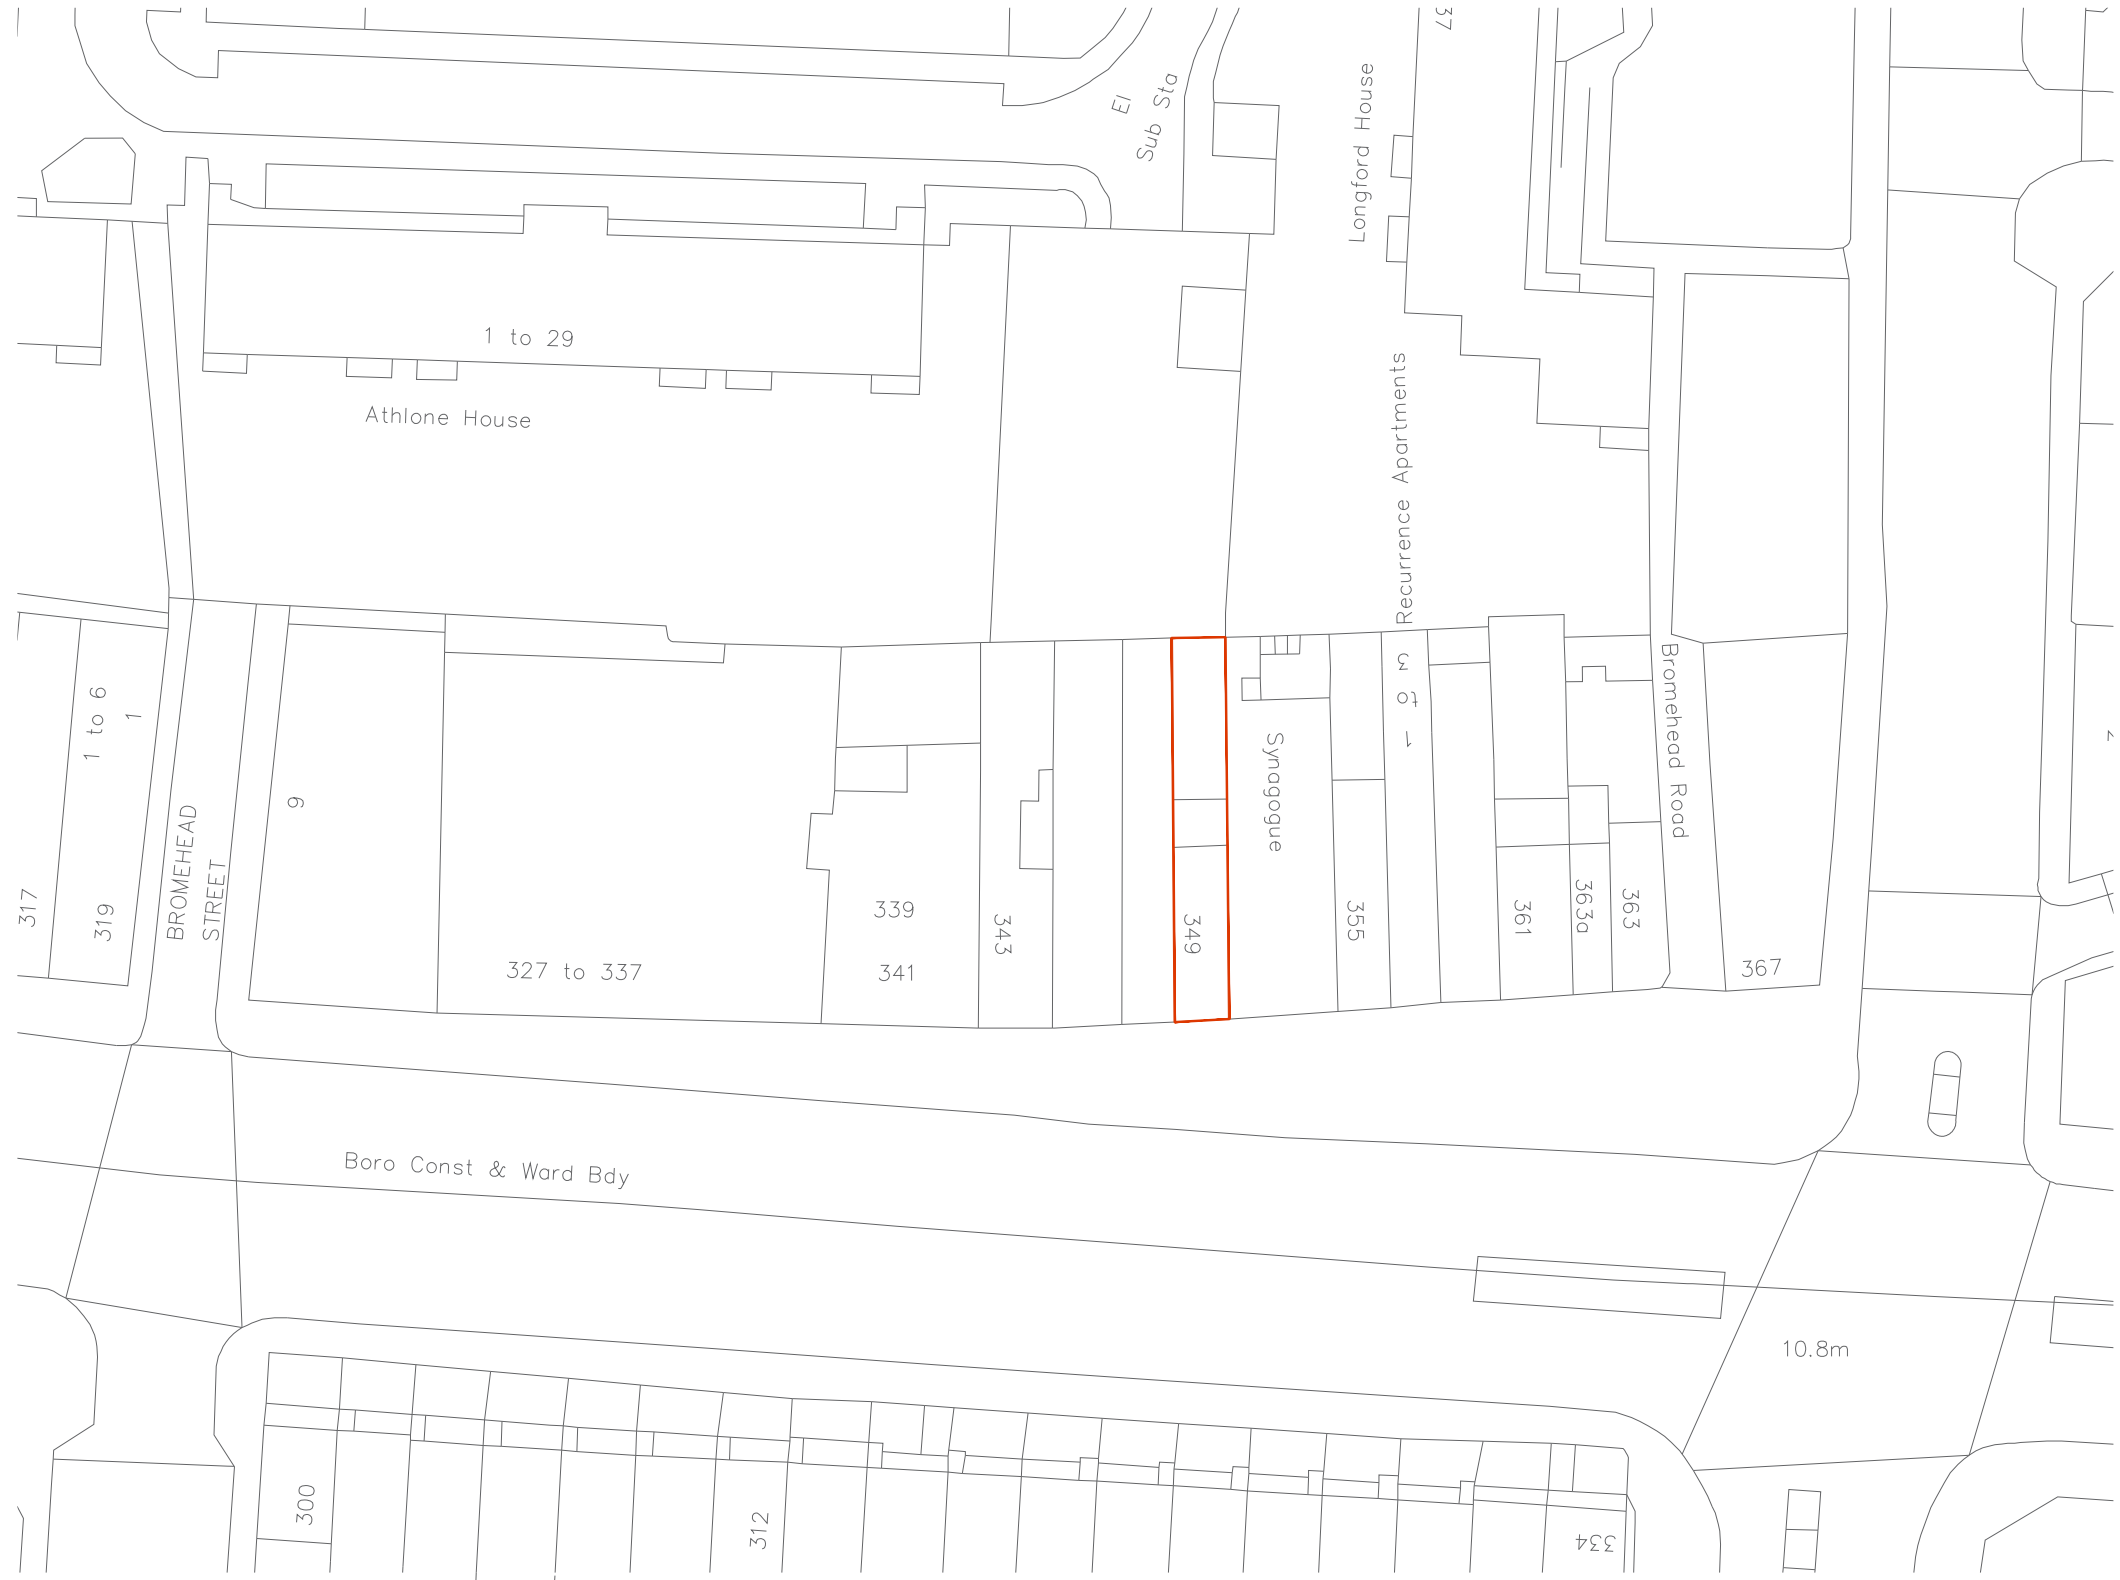 37
El
Sub Sta
Longford House
1 to 29
Athlone House
Recurrence Apartments
1 to 3
Bromehead Road
1 to 6
1
9
Synagogue
BROMEHEAD
STREET
317
319
339
341
343
349
355
361
363a
363
327 to 337
367
Boro Const & Ward Bdy
10.8m
300
312
334